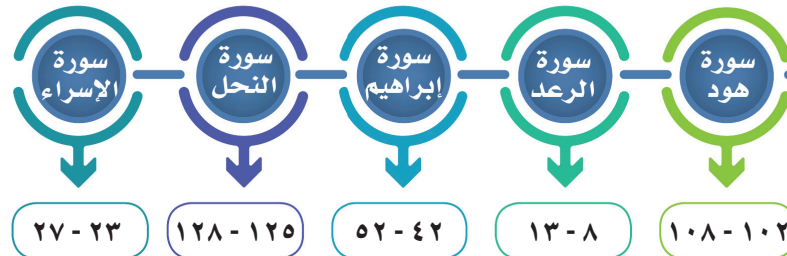 سورة
هود
سورة
الرعد
سورة
إبراهيم
سورة
النحل
سورة
الإسراء
١٠٢ - ١٠٨
٨ - ١٣
٤٢ - ٥٢
١٢٥ - ١٢٨
٢٣ - ٢٧